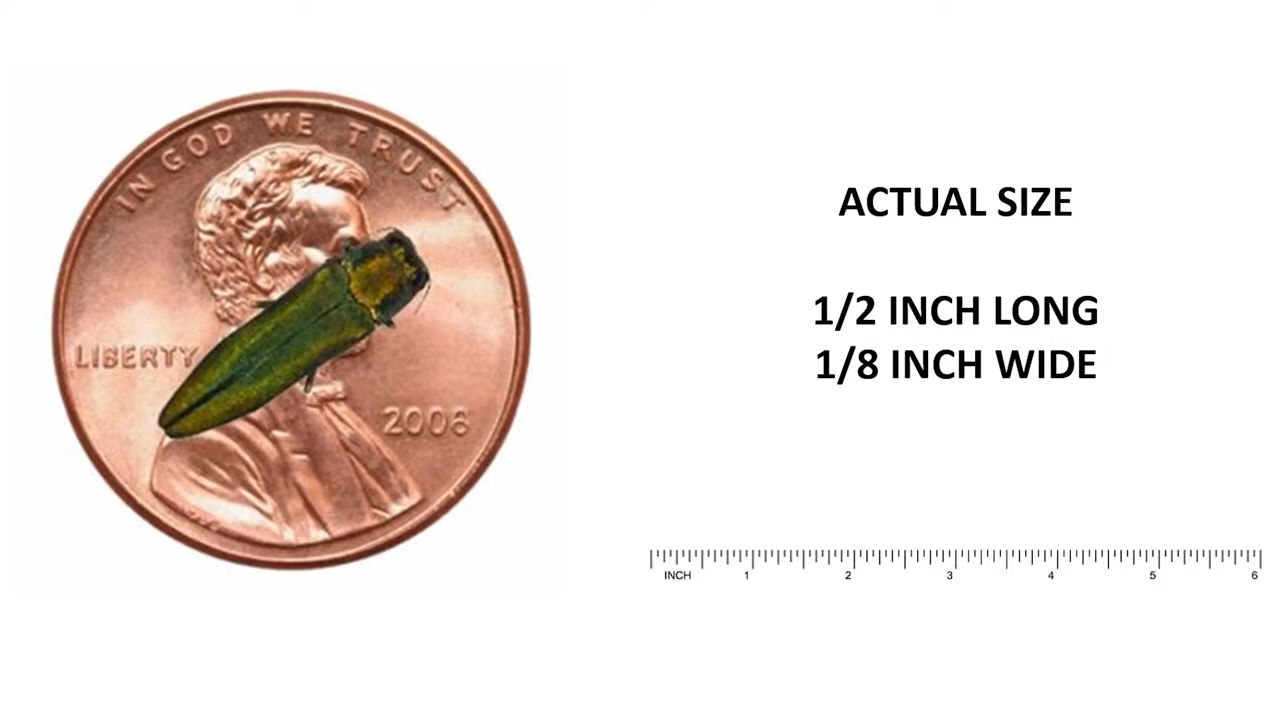 IN GOD WE TRUST
LIBERTY
2006
ACTUAL SIZE
1/2 INCH LONG
1/8 INCH WIDE
INCH 1 2 3 4 5 6